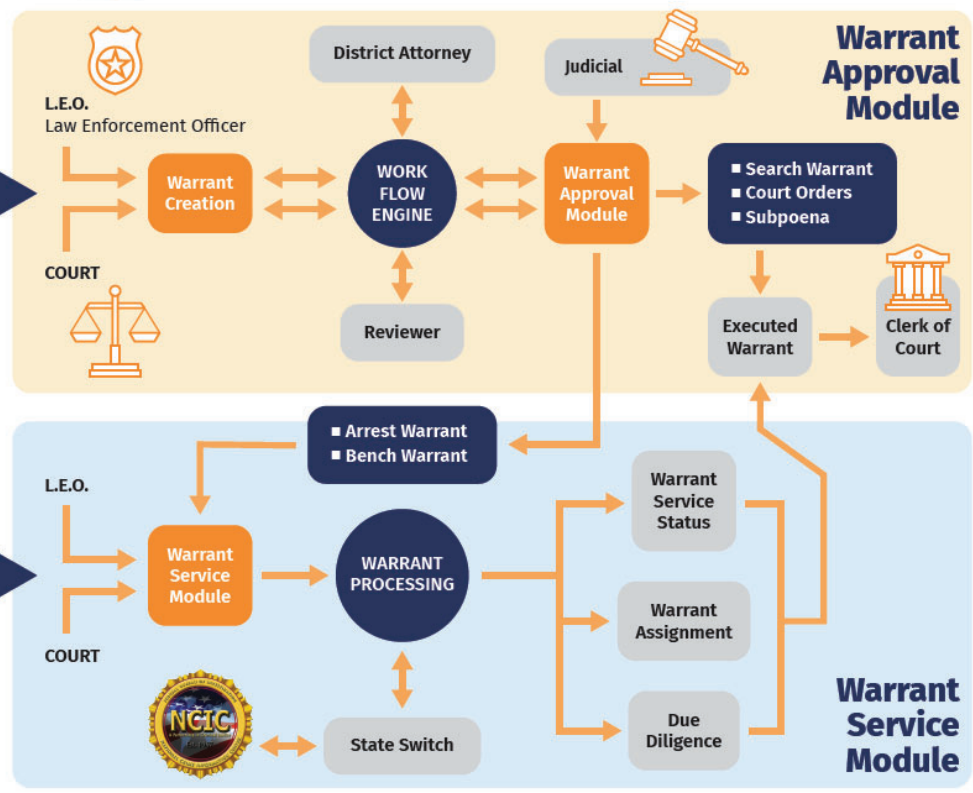 Warrant
Approval
Module
L.E.O.
Law Enforcement Officer
District Attorney
Judicial
Warrant
Creation
WORK
FLOW
ENGINE
Warrant
Approval
Module
■ Search Warrant
■ Court Orders
■ Subpoena
COURT
Reviewer
Executed
Warrant
Clerk of
Court
■ Arrest Warrant
■ Bench Warrant
L.E.O.
Warrant
Service
Module
WARRANT
PROCESSING
Warrant
Service
Status
Warrant
Assignment
COURT
NCIC
State Switch
Due
Diligence
Warrant
Service
Module